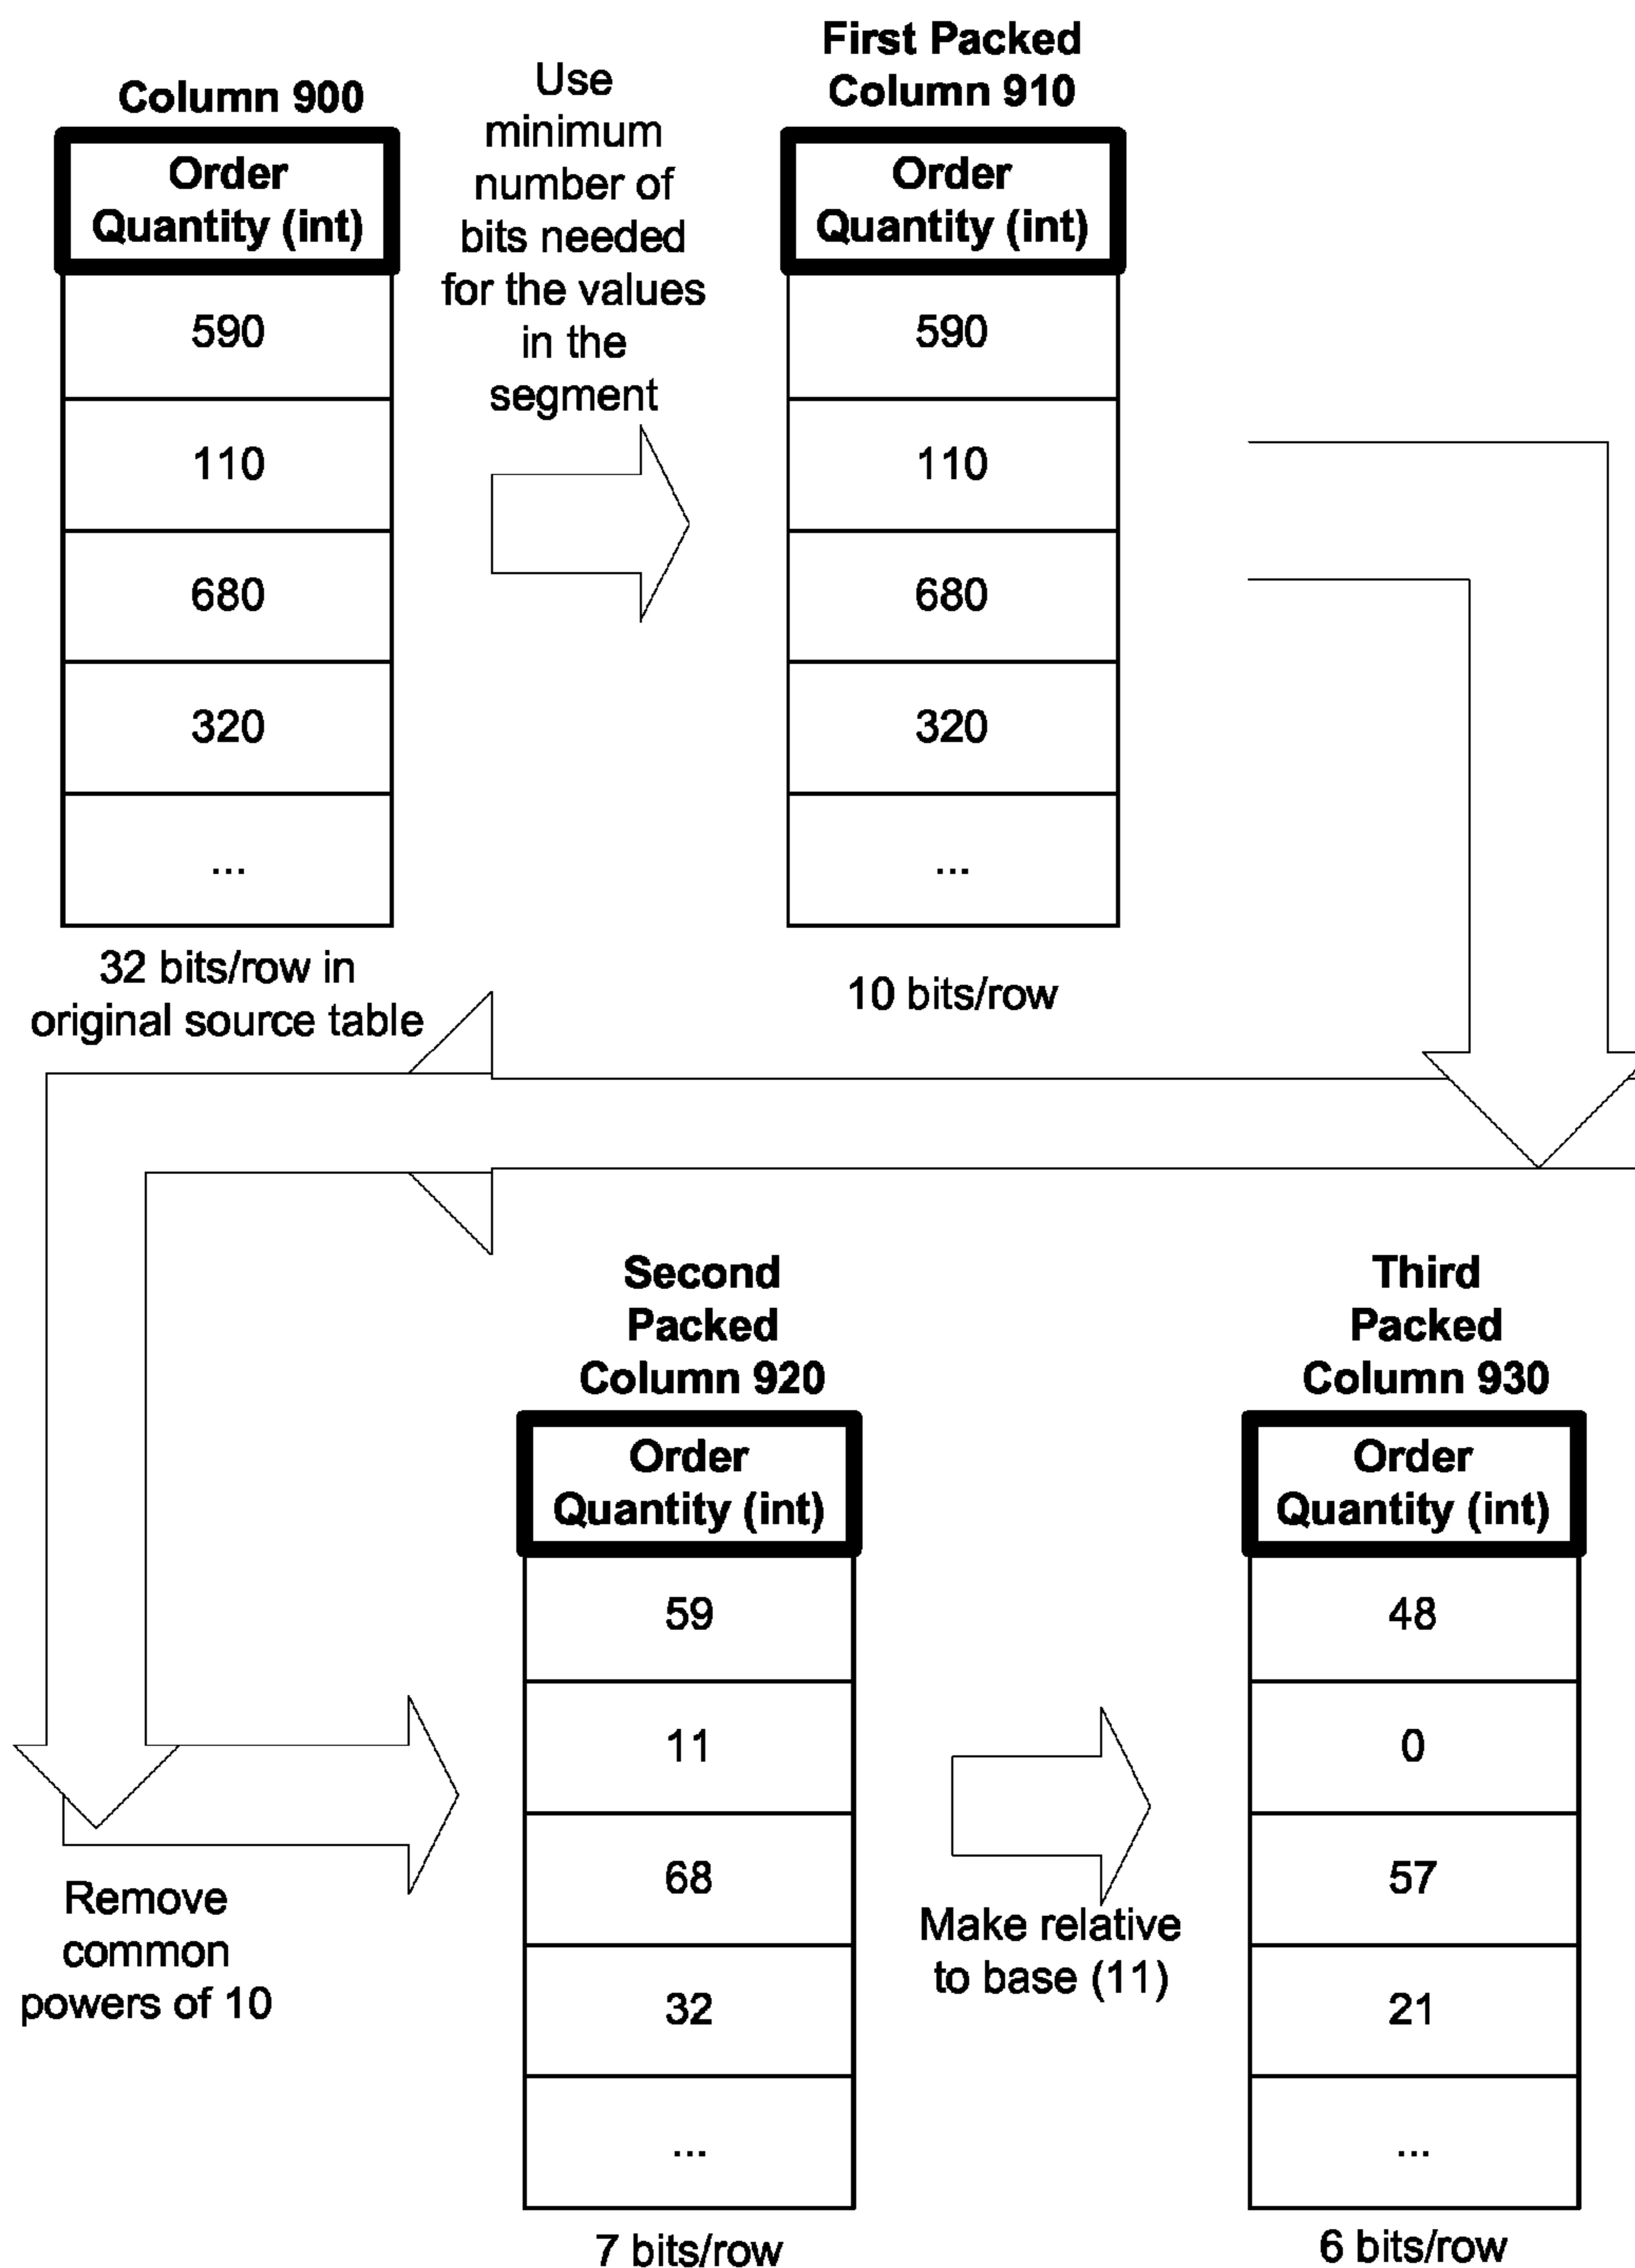 Column 900
Order
Quantity (int)
590
110
680
320
...
32 bits/row in
original source table
Use
minimum
number of
bits needed
for the values
in the
segment
First Packed
Column 910
Order
Quantity (int)
590
110
680
320
...
10 bits/row
Remove
common
powers of 10
Second
Packed
Column 920
Order
Quantity (int)
59
11
68
32
...
7 bits/row
Make relative
to base (11)
Third
Packed
Column 930
Order
Quantity (int)
48
0
57
21
...
6 bits/row